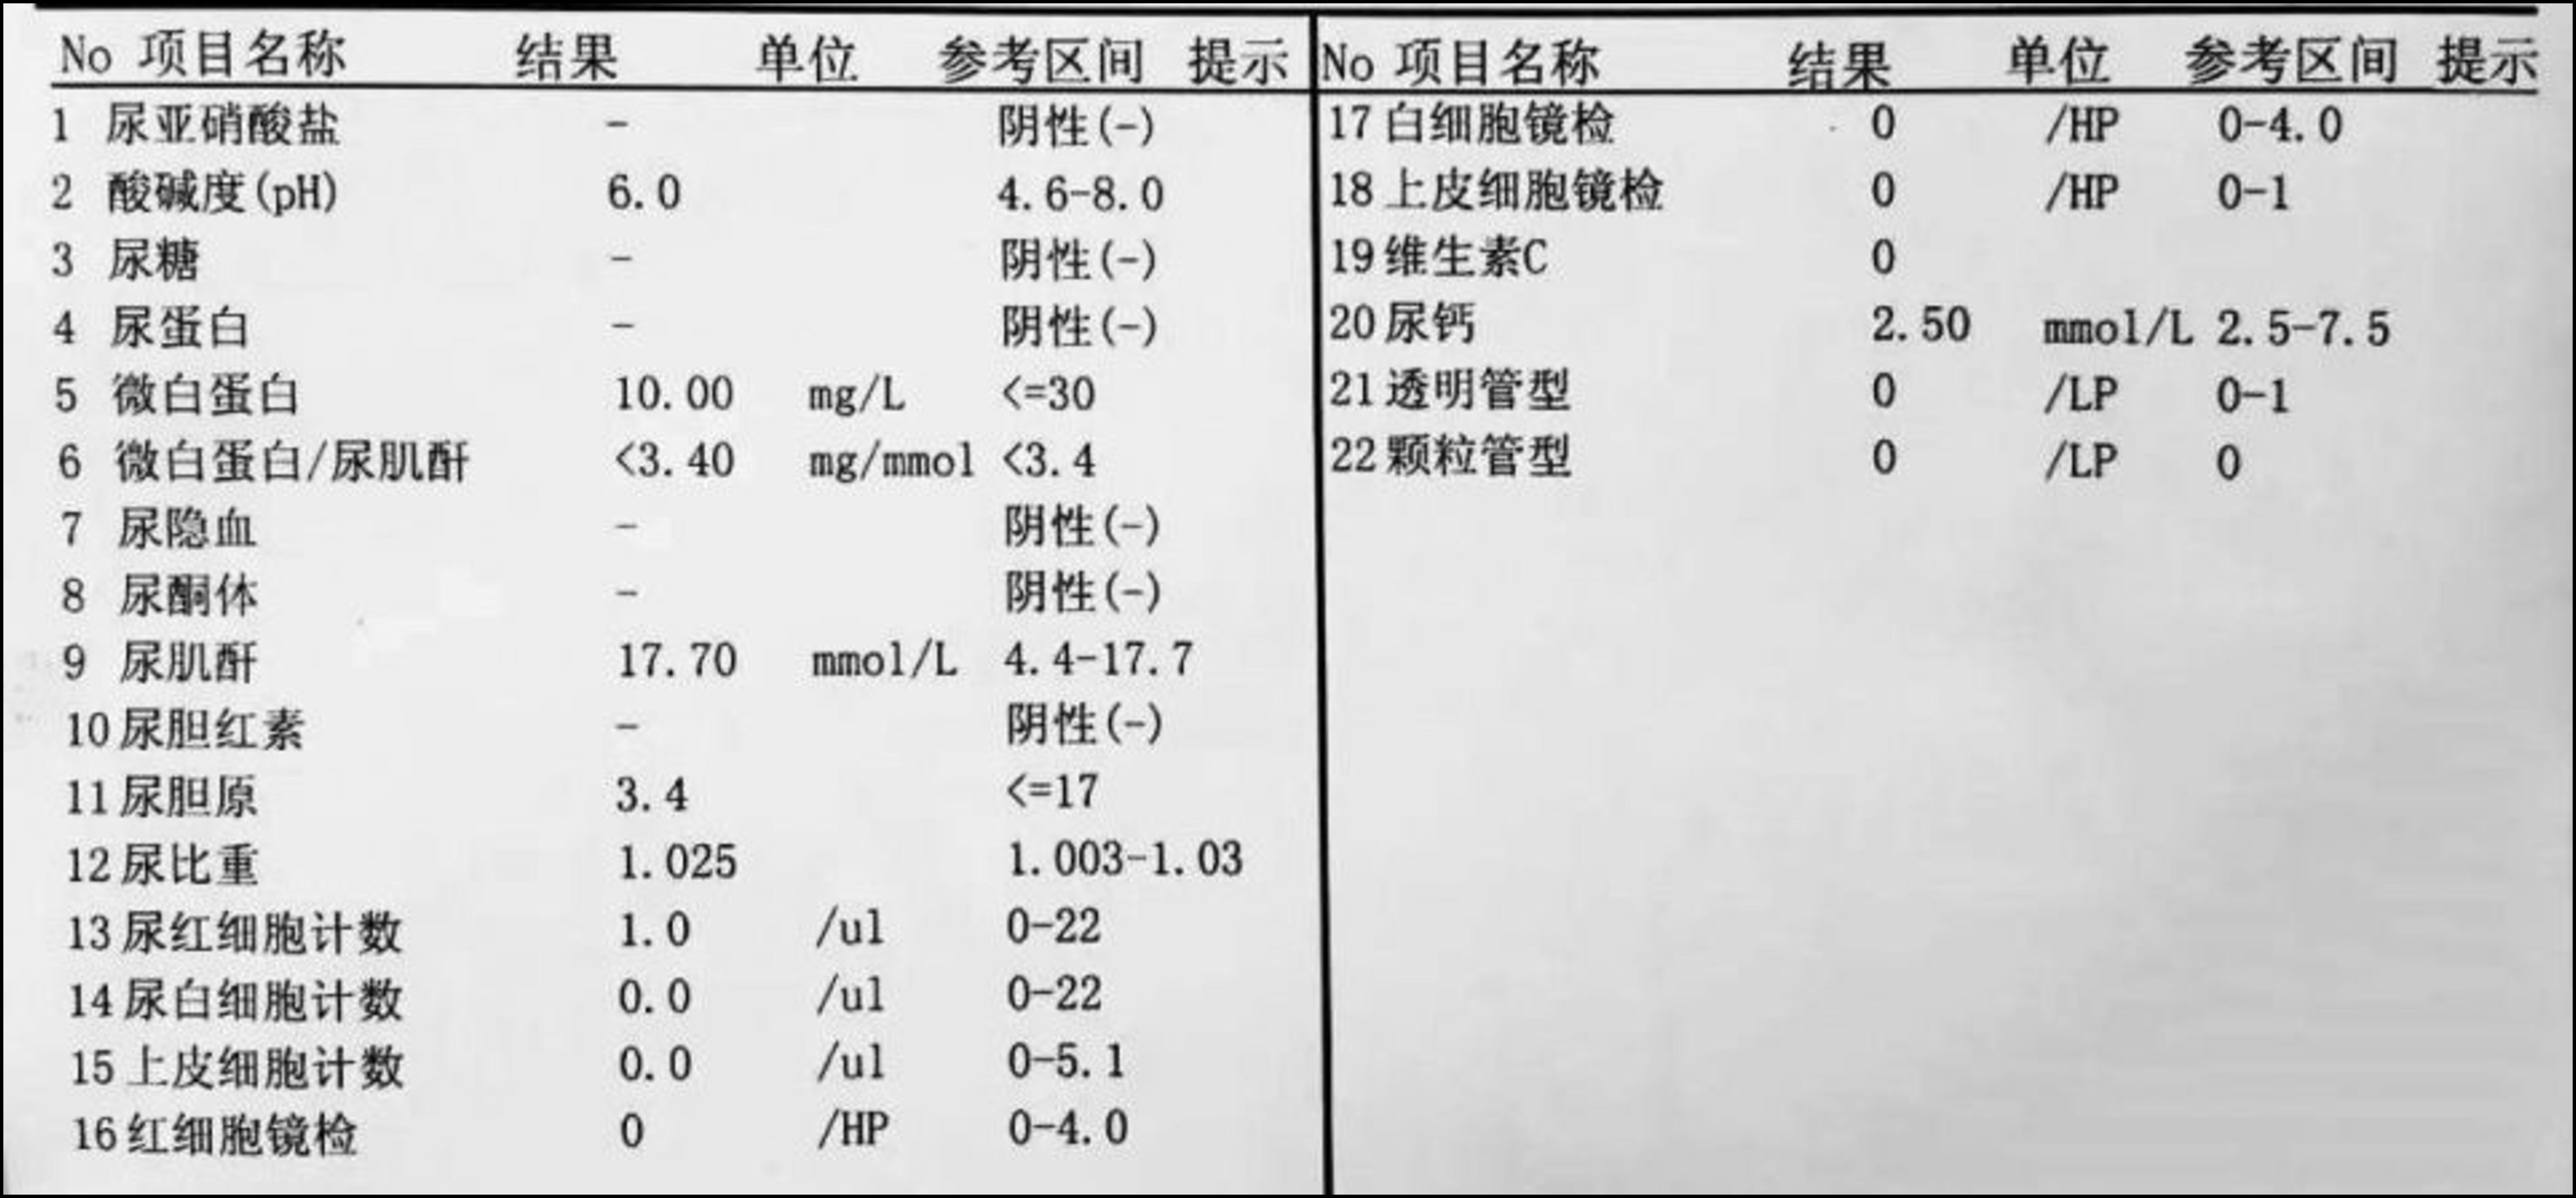 No 项目名称 结果 单位 参考区间 提示
1 尿亚硝酸盐 - 阴性(-)
2 酸碱度(pH) 6.0 4.6-8.0
3 尿糖 - 阴性(-)
4 尿蛋白 - 阴性(-)
5 微白蛋白 10.00 mg/L <=30
6 微白蛋白/尿肌酐 <3.40 mg/mmol <3.4
7 尿隐血 - 阴性(-)
8 尿酮体 - 阴性(-)
9 尿肌酐 17.70 mmol/L 4.4-17.7
10 尿胆红素 - 阴性(-)
11 尿胆原 3.4 <=17
12 尿比重 1.025 1.003-1.03
13 尿红细胞计数 1.0 /ul 0-22
14 尿白细胞计数 0.0 /ul 0-22
15 上皮细胞计数 0.0 /ul 0-5.1
16 红细胞镜检 0 /HP 0-4.0
No 项目名称 结果 单位 参考区间 提示
17 白细胞镜检 0 /HP 0-4.0
18 上皮细胞镜检 0 /HP 0-1
19 维生素C 0
20 尿钙 2.50 mmol/L 2.5-7.5
21 透明管型 0 /LP 0-1
22 颗粒管型 0 /LP 0